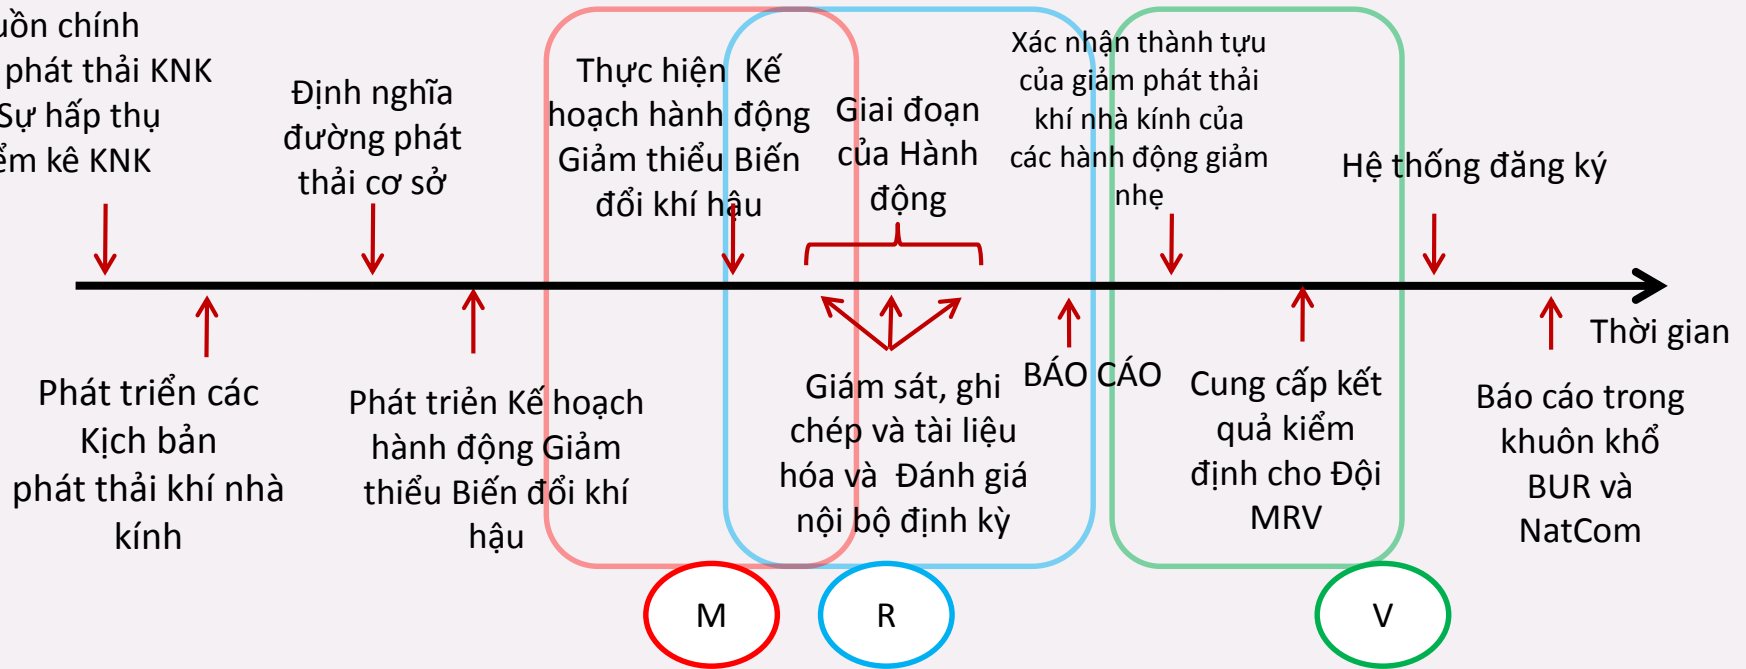 phát thải KNK
Sự hấp thụ
KNK
chính
Định nghĩa
đường phát
thải cơ sở
Thực hiện Kế
hoạch hành động
Giảm thiểu Biến
đổi khí hậu
Giai đoạn
của Hành
động
Xác nhận thành tựu
của giảm phát thải
khí nhà kính của
các hành động giảm
nhẹ
Hệ thống đăng ký
Thời gian
Phát triển các
Kịch bản
phát thải khí nhà
kính
Phát triẻn Kế hoạch
hành động Giảm
thiểu Biến đổi khí
hậu
Giám sát, ghi
chép và tài liệu
hóa và Đánh giá
nội bộ định kỳ
BÁO CÁO
Cung cấp kết
quả kiểm
định cho Đội
MRV
Báo cáo trong
khuôn khổ
BUR và
NatCom
M
R
V